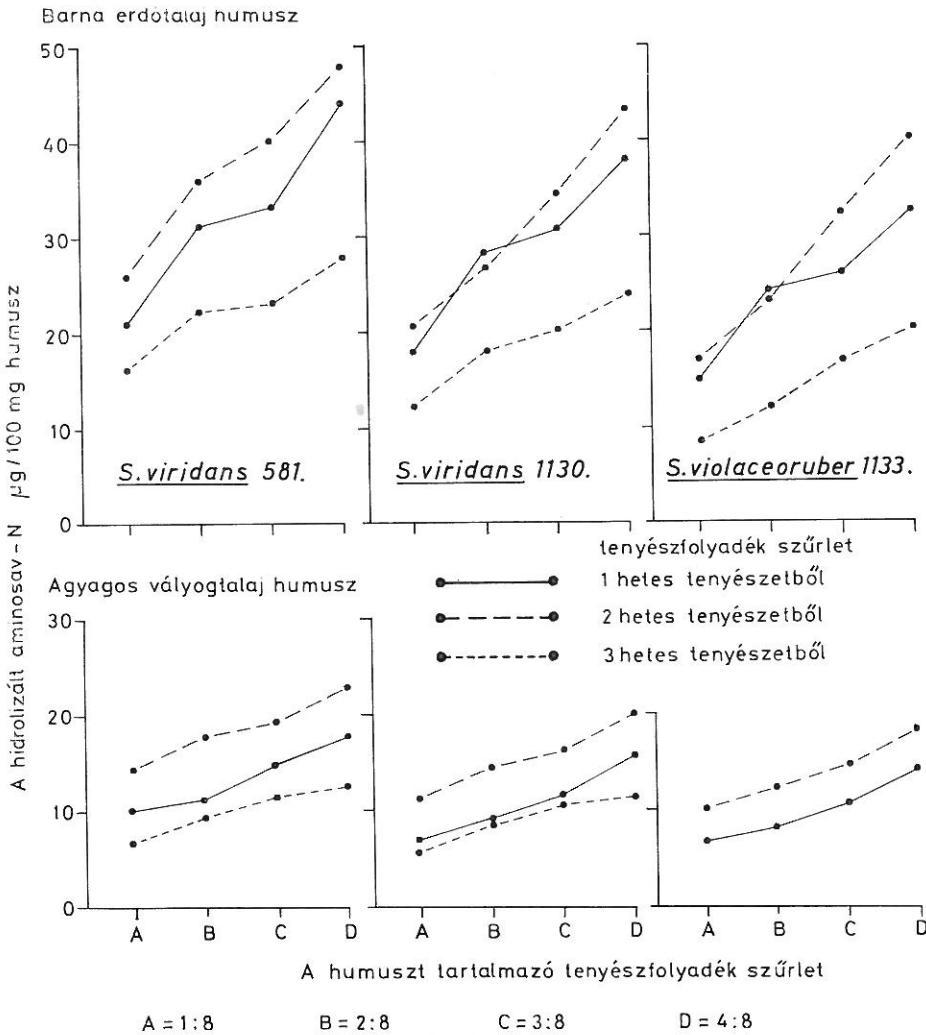 Barna erdőtalaj humusz
50
40
30
20
10
0
S.viridans 581.
S.viridans 1130.
S.violaceoruber 1133.
A hidrolizált aminosav-N µg/100 mg humusz
tenyészfolyadék szűrlet
1 hetes tenyészetből
2 hetes tenyészetből
3 hetes tenyészetből
Agyagos vályogtalaj humusz
30
20
10
0
A B C D A B C D A B C D
A humuszt tartalmazó tenyészfolyadék szűrlet
A = 1:8 B = 2:8 C = 3:8 D = 4:8